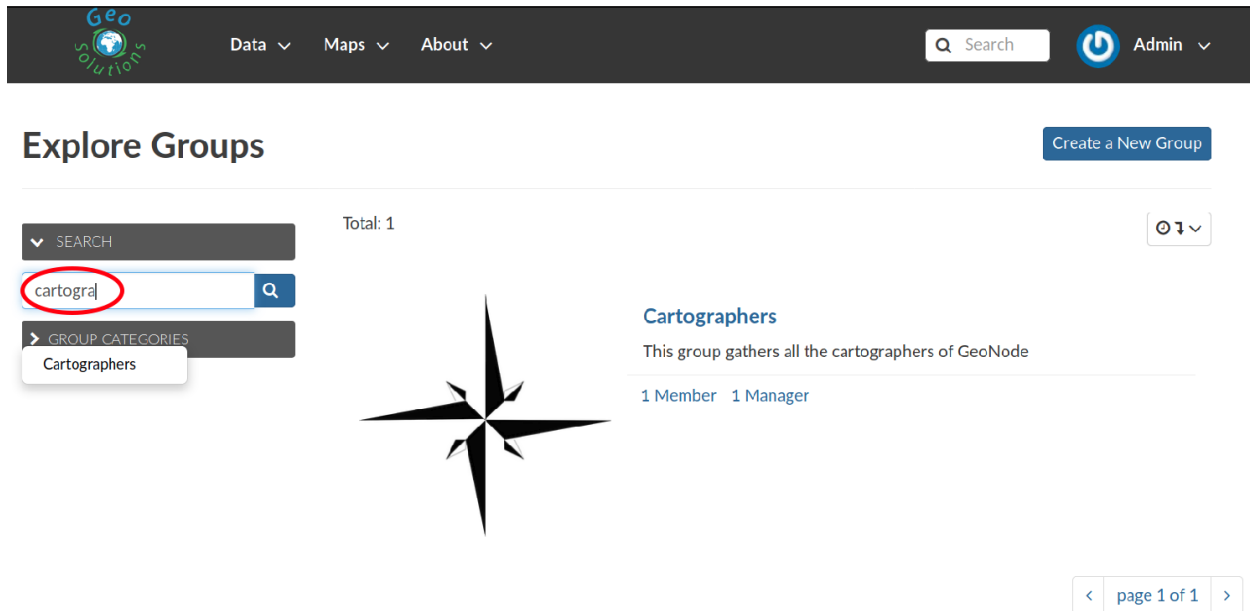 Geo
Solutions
Data Maps About Search Admin
Explore Groups
Create a New Group
SEARCH
Total: 1
cartogra
GROUP CATEGORIES
Cartographers
Cartographers
This group gathers all the cartographers of GeoNode
1 Member 1 Manager
page 1 of 1